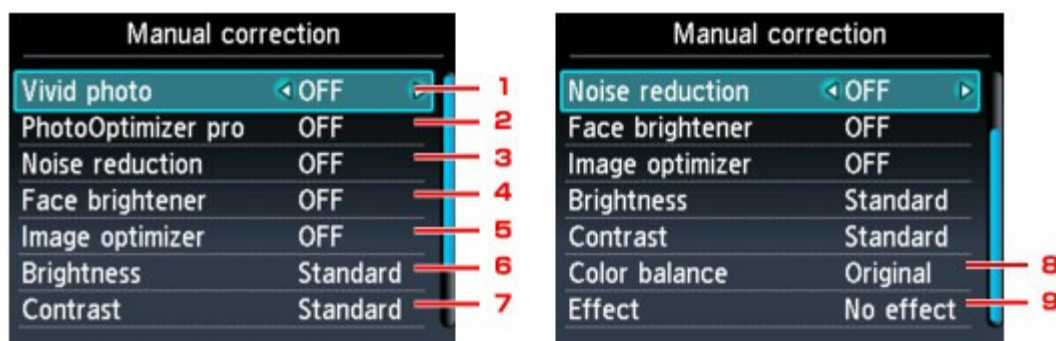 Manual correction
Vivid photo OFF 1
PhotoOptimizer pro OFF 2
Noise reduction OFF 3
Face brightener OFF 4
Image optimizer OFF 5
Brightness Standard 6
Contrast Standard 7
Manual correction
Noise reduction OFF
Face brightener OFF
Image optimizer OFF
Brightness Standard
Contrast Standard
Color balance Original 8
Effect No effect 9